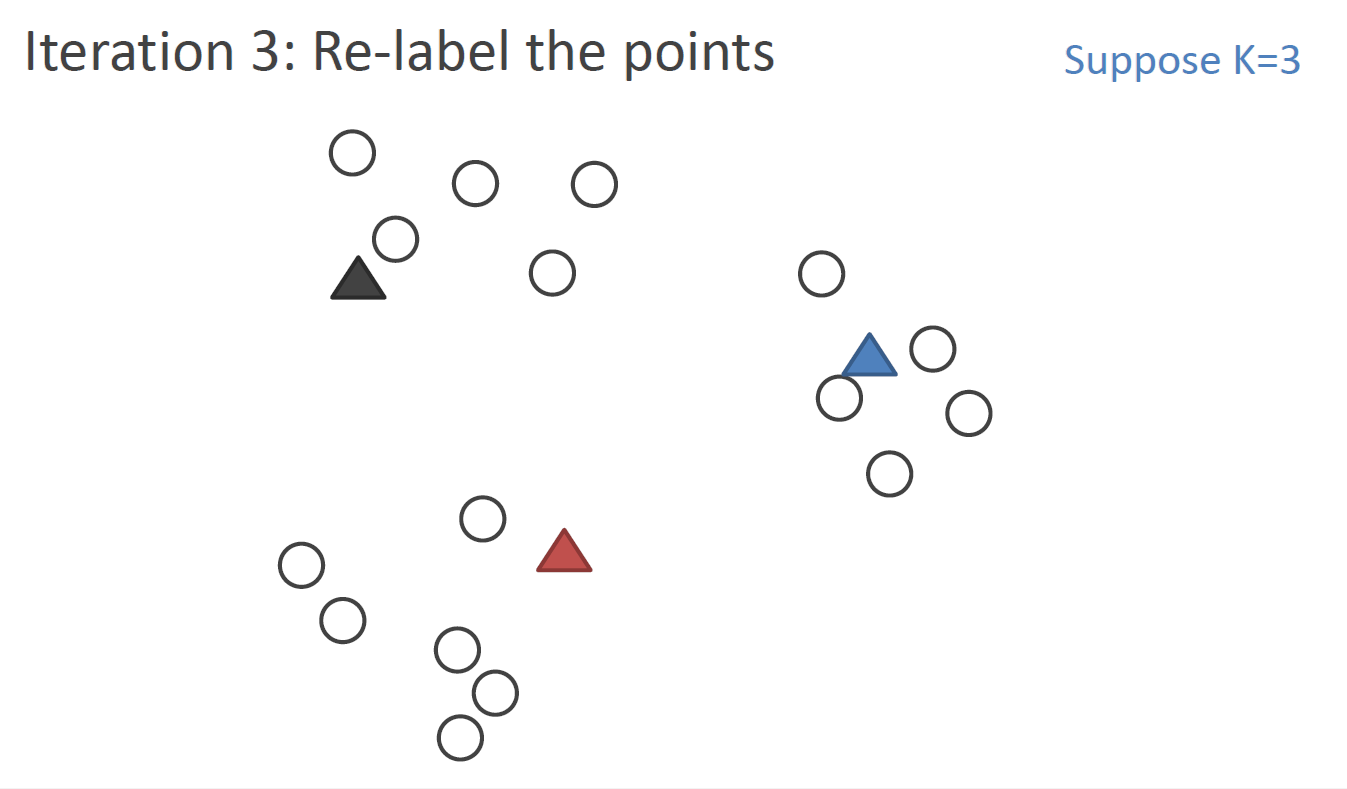 Iteration 3: Re-label the points
Suppose K=3